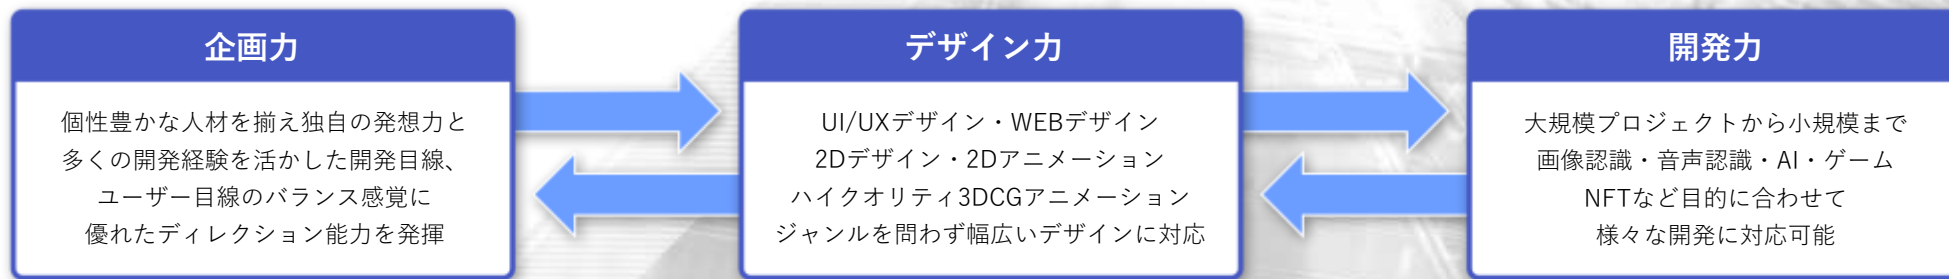 企画力
個性豊かな人材を揃え独自の発想力と
多くの開発経験を活かした開発目線、
ユーザー目線のバランス感覚に
優れたディレクション能力を発揮
デザイン力
UI/UXデザイン・WEBデザイン
2Dデザイン・2Dアニメーション
ハイクオリティ3DCGアニメーション
ジャンルを問わず幅広いデザインに対応
開発力
大規模プロジェクトから小規模まで
画像認識・音声認識・AI・ゲーム
NFTなど目的に合わせて
様々な開発に対応可能